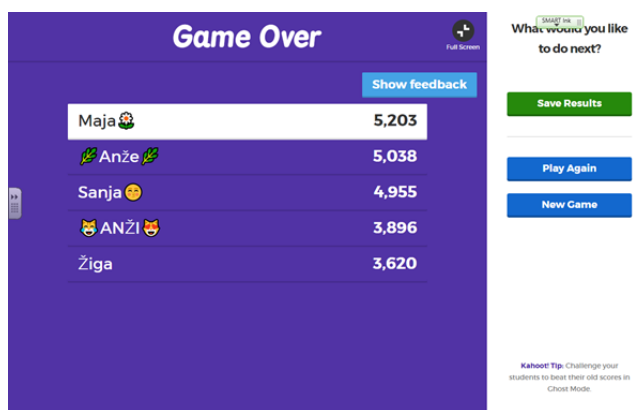 Game Over
Full Screen
Show feedback
Maja🌼 5,203
🌿Anže🌿 5,038
Sanja😁 4,955
😹ANŽI😻 3,896
Žiga 3,620
SMART Ink
What would you like
to do next?
Save Results
Play Again
New Game
Kahoot! Tip: Challenge your
students to beat their old scores in
Ghost Mode.